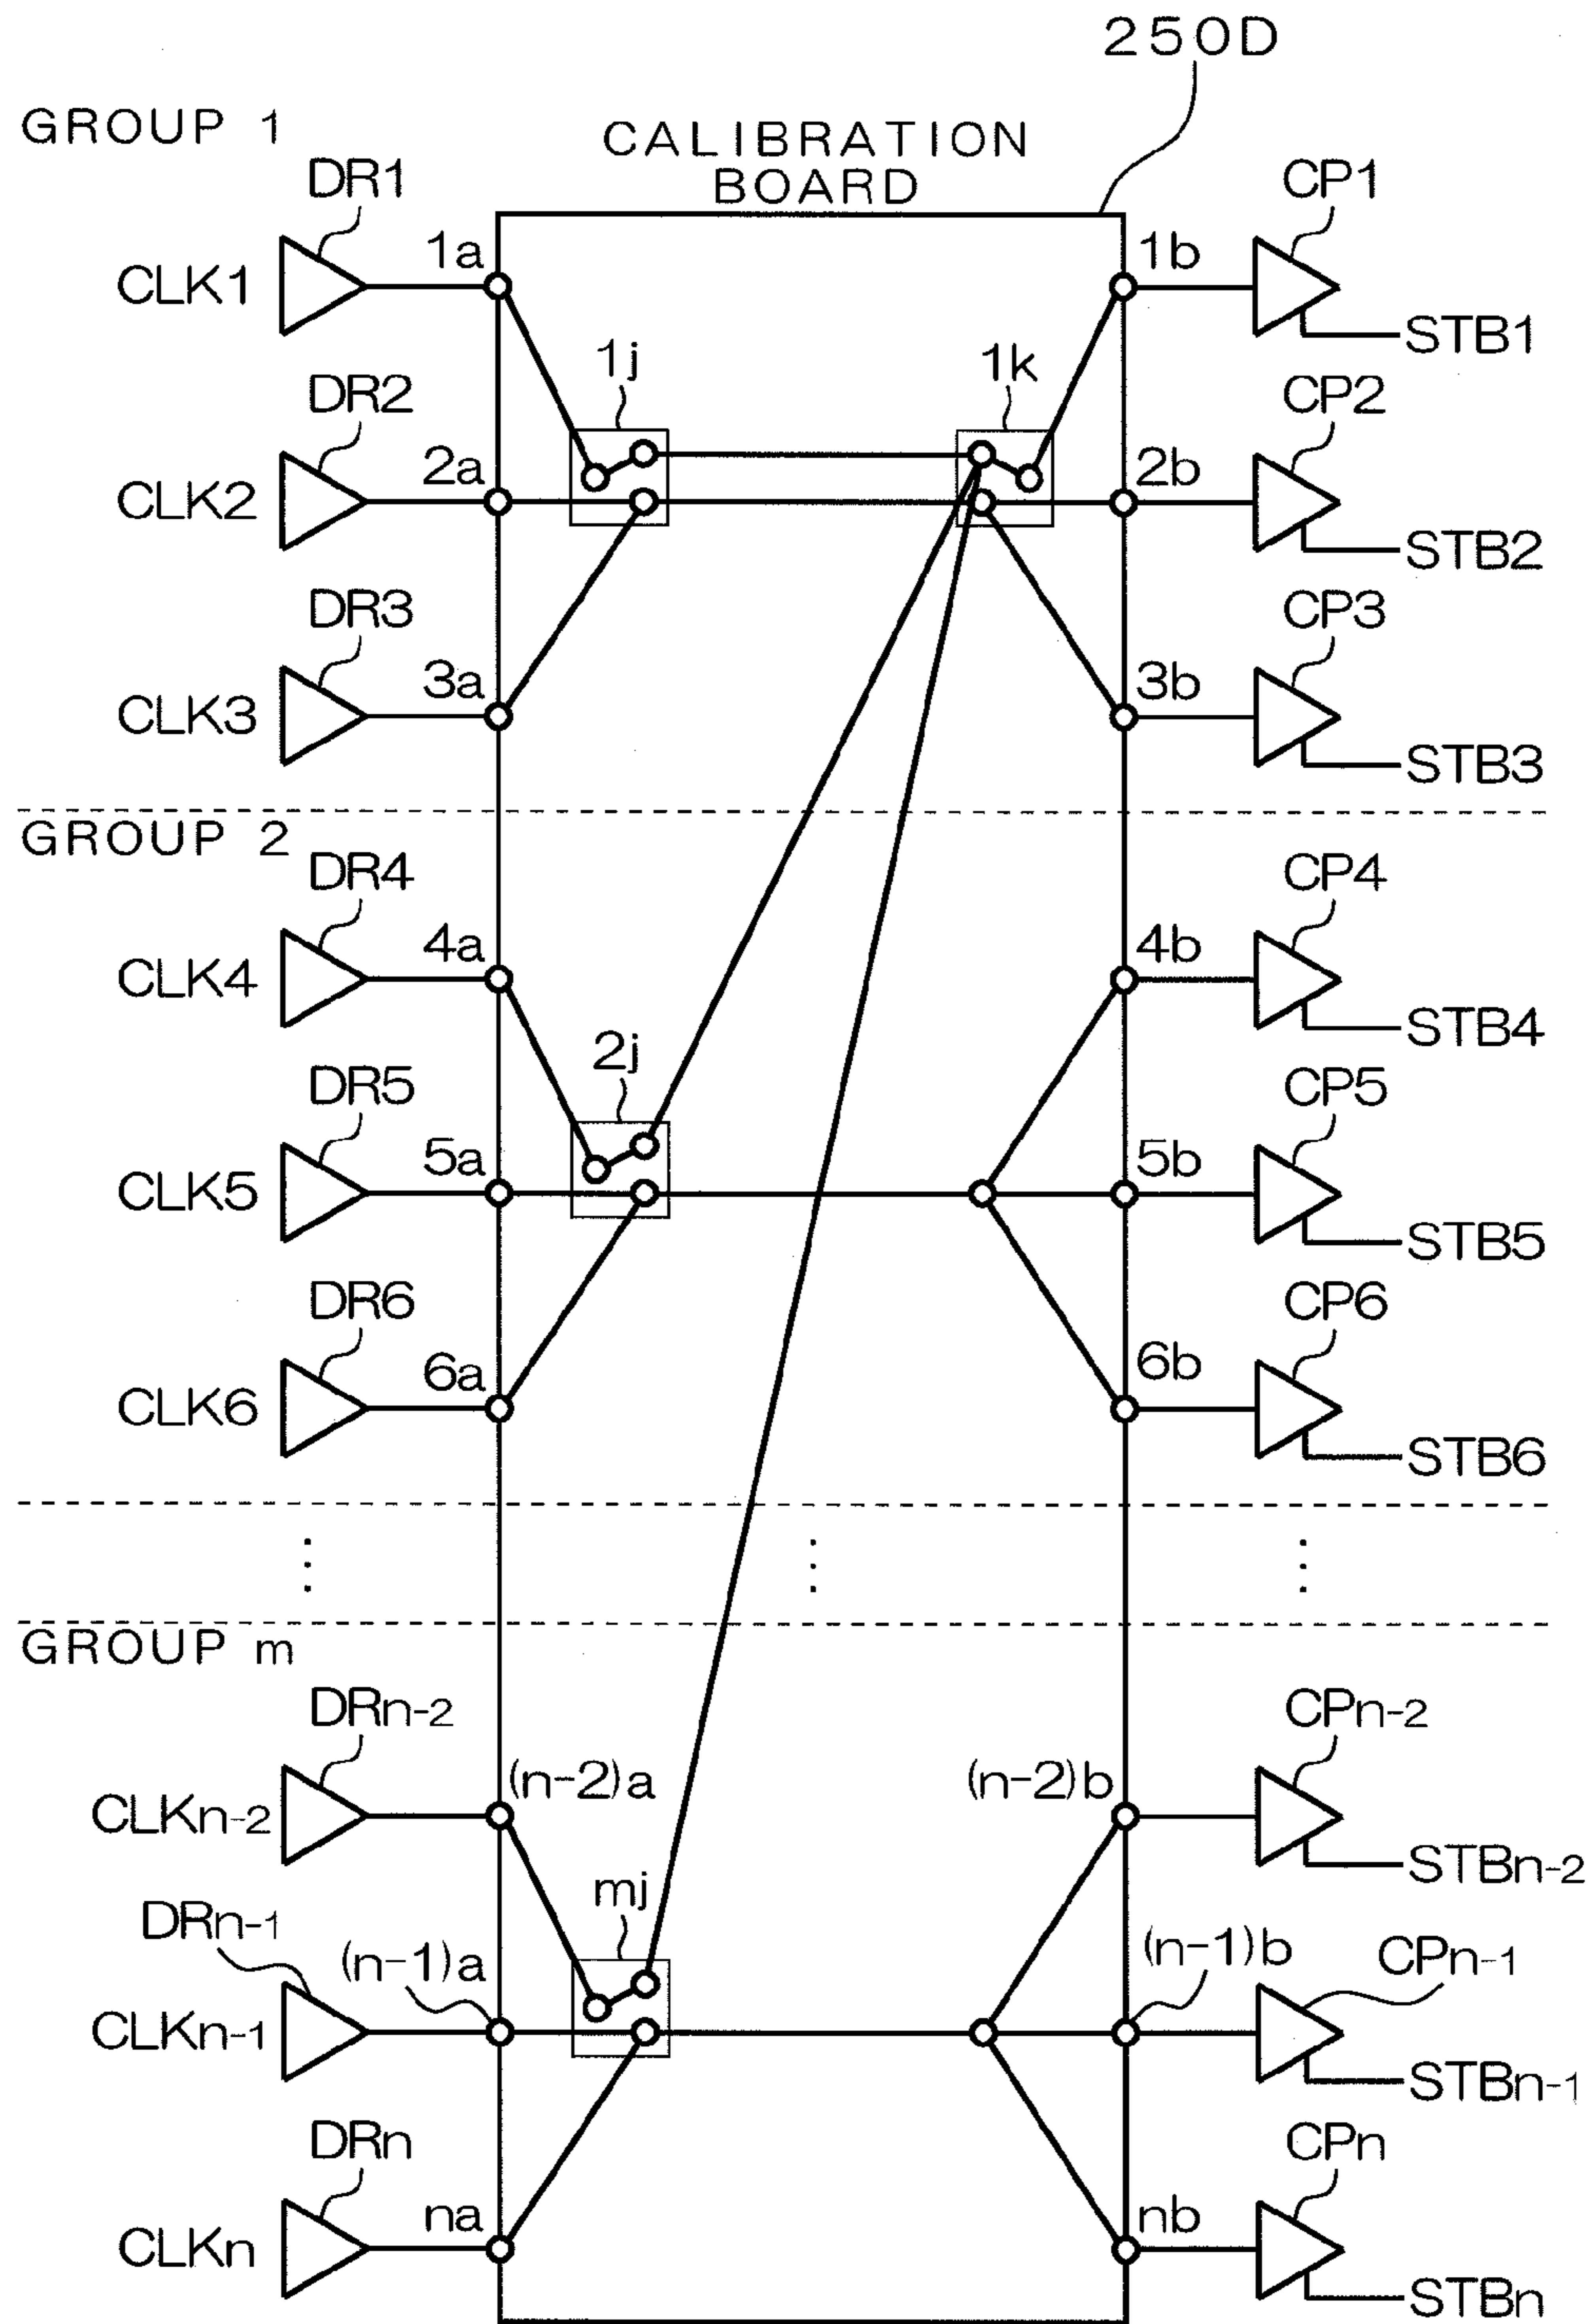 250D
GROUP 1
CALIBRATION
BOARD
DR1
CP1
1a
1b
CLK1
STB1
1j
1k
DR2
CP2
2a
2b
CLK2
STB2
DR3
CP3
3a
3b
CLK3
STB3
GROUP 2
DR4
CP4
4a
4b
CLK4
STB4
2j
DR5
CP5
5a
5b
CLK5
STB5
DR6
CP6
6a
6b
CLK6
STB6
GROUP m
DRn-2
CPn-2
(n-2)a
(n-2)b
CLKn-2
STBn-2
mj
DRn-1
(n-1)a
(n-1)b
CPn-1
CLKn-1
STBn-1
DRn
CPn
na
nb
CLKn
STBn